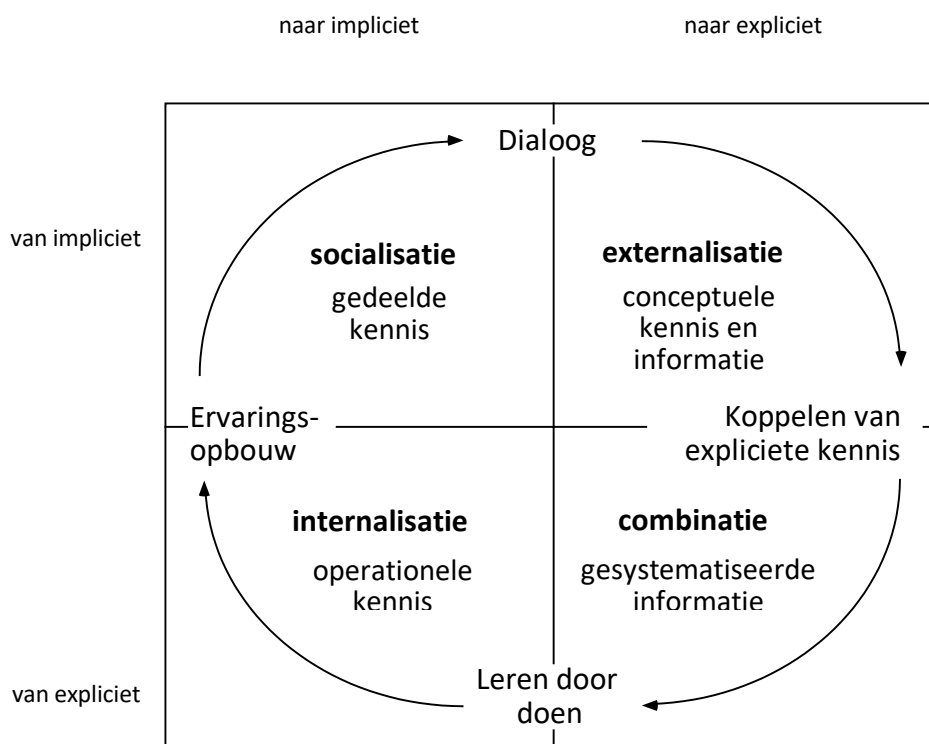 naar impliciet
naar expliciet
Dialoog
van impliciet
socialisatie
gedeelde
kennis
externalisatie
conceptuele
kennis en
informatie
Ervarings-
opbouw
Koppelen van
expliciete kennis
internalisatie
operationele
kennis
combinatie
gesystematiseerde
informatie
van expliciet
Leren door
doen